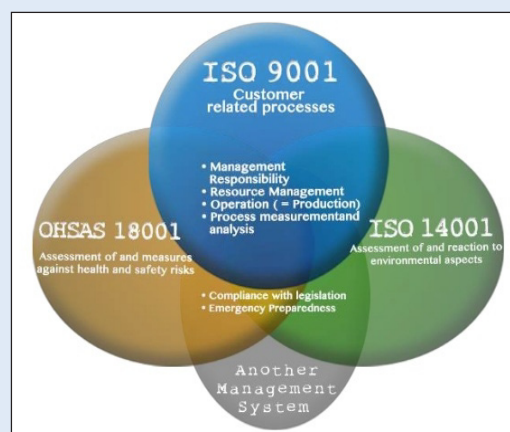 ISO 9001
Customer
related processes
• Management
Responsibility
• Resource Management
• Operation ( = Production)
• Process measurementand
analysis
OHSAS 18001
Assessment of and measures
against health and safety risks
ISO 14001
Assessment of and reaction to
environmental aspects
• Compliance with legislation
• Emergency Preparedness
Another
Management
System